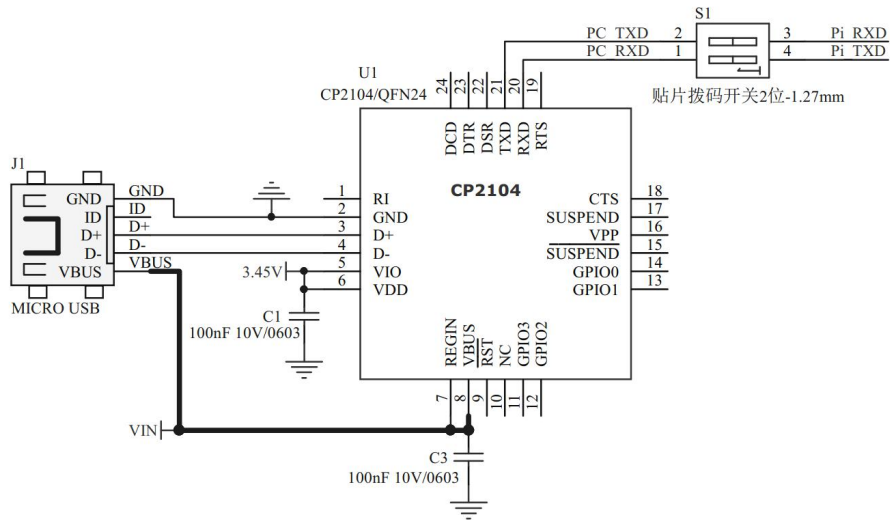 S1
PC_TXD 2 3 Pi_RXD
PC_RXD 1 4 Pi_TXD
贴片拨码开关2位-1.27mm
U1
CP2104/QFN24
24 23 22 21 20 19
DCD DTR DSR TXD RXD RTS
CP2104
J1
GND GND
ID ID
D+ D+
D- D-
VBUS VBUS
MICRO USB
1 RI
2 GND
3 D+
4 D-
3.45V 5 VIO
6 VDD
CTS 18
SUSPEND 17
VPP 16
SUSPEND 15
GPIO0 14
GPIO1 13
C1
100nF 10V/0603
REGIN VBUS RST NC GPIO3 GPIO2
7 8 9 10 11 12
VIN
C3
100nF 10V/0603